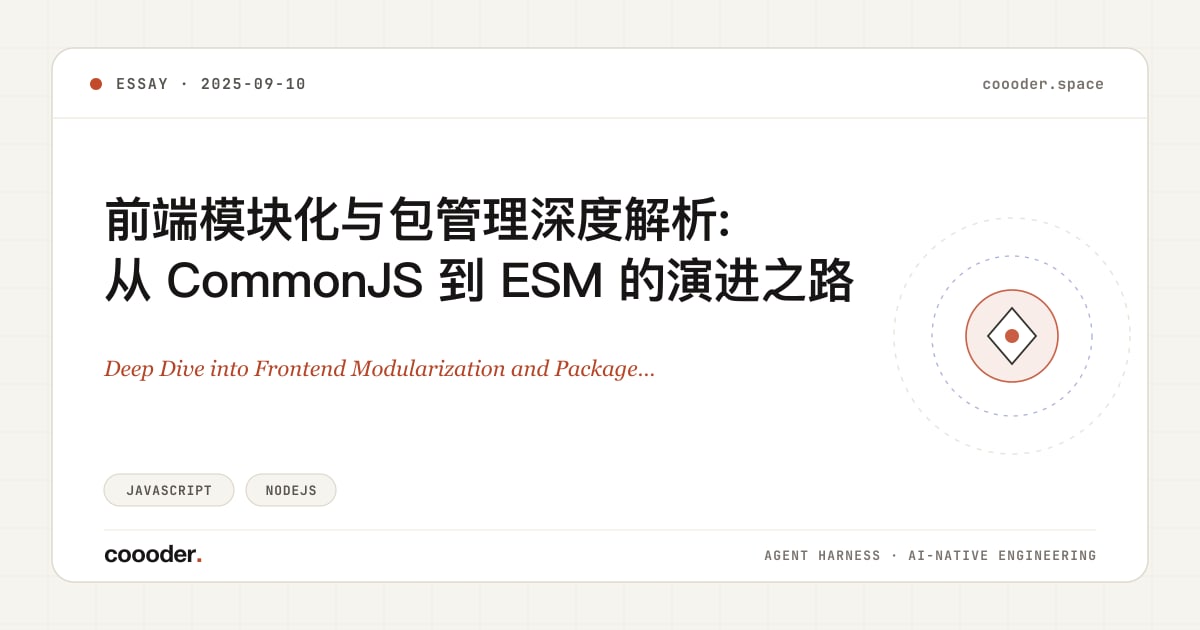 ESSAY · 2025-09-10
coooder.space
前端模块化与包管理深度解析:
从 CommonJS 到 ESM 的演进之路
Deep Dive into Frontend Modularization and Package...
JAVASCRIPT
NODEJS
coooder.
AGENT HARNESS · AI-NATIVE ENGINEERING